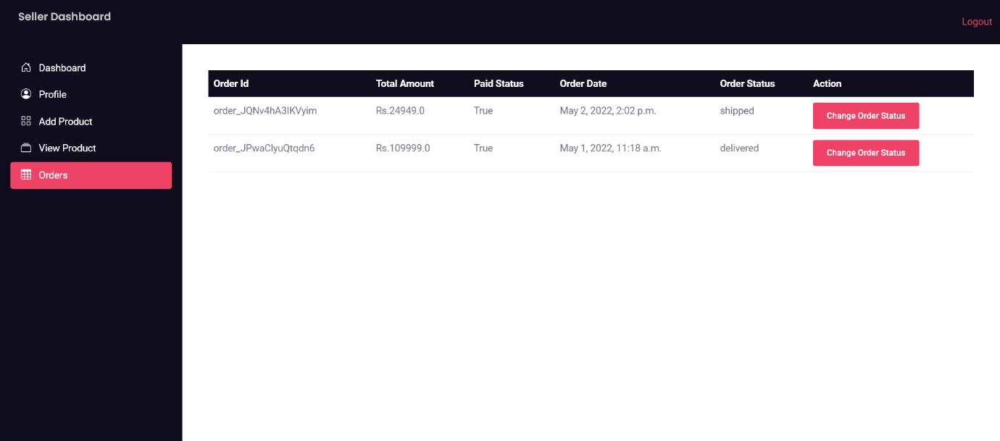 Seller Dashboard
Logout
Dashboard
Profile
Add Product
View Product
Orders
Order Id Total Amount Paid Status Order Date Order Status Action
order_JQNv4hA3lKVyim Rs.24949.0 True May 2, 2022, 2:02 p.m. shipped Change Order Status
order_JPwaClyuQtqdn6 Rs.109999.0 True May 1, 2022, 11:18 a.m. delivered Change Order Status